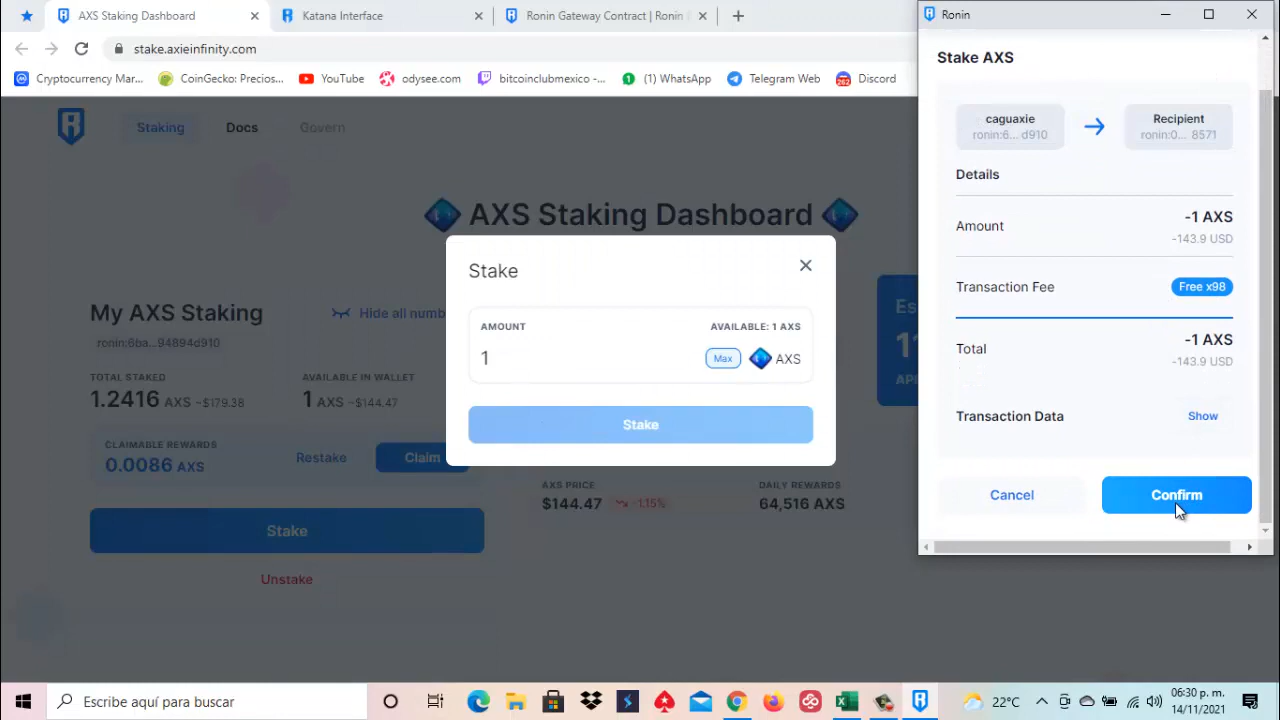 AXS Staking Dashboard
Katana Interface
Ronin Gateway Contract | Ronin
Ronin
stake.axieinfinity.com
Cryptocurrency Mar...
CoinGecko: Precios...
YouTube
odysee.com
bitcoinclubmexico -...
(1) WhatsApp
Telegram Web
262
Discord
Staking
Docs
Govern
AXS Staking Dashboard
My AXS Staking
Hide all numb
ronin:6ba...94894d910
TOTAL STAKED
1.2416 AXS ~$179.38
AVAILABLE IN WALLET
1 AXS ~$144.47
CLAIMABLE REWARDS
0.0086 AXS
Restake
Claim
Stake
Unstake
Stake
AMOUNT
AVAILABLE: 1 AXS
1
Max
AXS
Stake
Es
11
AXS PRICE
$144.47
-1.15%
DAILY REWARDS
64,516 AXS
Stake AXS
caguaxie
ronin:6... d910
Recipient
ronin:0... 8571
Details
Amount
-1 AXS
-143.9 USD
Transaction Fee
Free x98
Total
-1 AXS
-143.9 USD
Transaction Data
Show
Cancel
Confirm
Escribe aquí para buscar
22°C
06:30 p. m.
14/11/2021